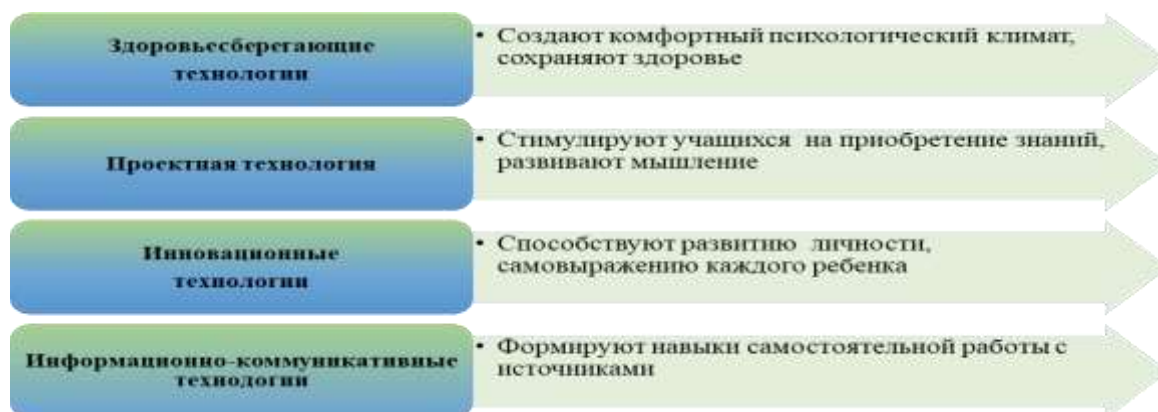 Здоровьесберегающие
технологии
• Создают комфортный психологический климат,
сохраняют здоровье
Проектная технология
• Стимулируют учащихся на приобретение знаний,
развивают мышление
Инновационные
технологии
• Способствуют развитию личности,
самовыражению каждого ребенка
Информационно-коммуникативные
технологии
• Формируют навыки самостоятельной работы с
источниками